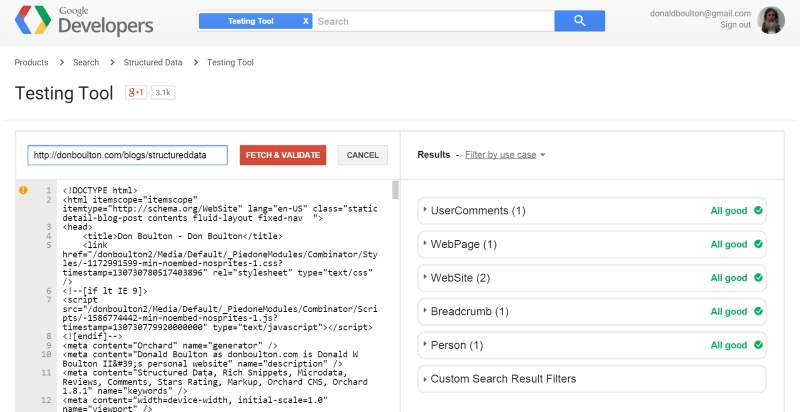 Google
Developers
Testing Tool X Search
donaldboulton@gmail.com
Sign out
Products > Search > Structured Data > Testing Tool
Testing Tool
g+1 3.1k
http://donboulton.com/blogs/structureddata
FETCH & VALIDATE
CANCEL
1 <!DOCTYPE html>
2 <html itemscope="itemscope"
itemtype="http://schema.org/WebSite" lang="en-US" class="static
detail-blog-post contents fluid-layout fixed-nav ">
3 <head>
4 <title>Don Boulton - Don Boulton</title>
5 <link
href="/donboulton2/Media/Default/_PiedoneModules/Combinator/Sty
les/-1172991599-min-noembed-nosprites-1.css?
timestamp=130730780517403896" rel="stylesheet" type="text/css"
/>
6 <!--[if lt IE 9]>
7 <script
src="/donboulton2/Media/Default/_PiedoneModules/Combinator/Scri
pts/-1586774442-min-noembed-nosprites-1.js?
timestamp=130730779920000000" type="text/javascript"></script>
8 <![endif]-->
9 <meta content="Orchard" name="generator" />
10 <meta content="Donald Boulton as donboulton.com is Donald W
Boulton II&#39;s personal website" name="description" />
11 <meta content="Structured Data, Rich Snippets, Microdata,
Reviews, Comments, Stars Rating, Markup, Orchard CMS, Orchard
1.8.1" name="keywords" />
12 <meta content="width=device-width, initial-scale=1.0"
name="viewport" />
Results - Filter by use case
UserComments (1) All good
WebPage (1) All good
WebSite (2) All good
Breadcrumb (1) All good
Person (1) All good
Custom Search Result Filters